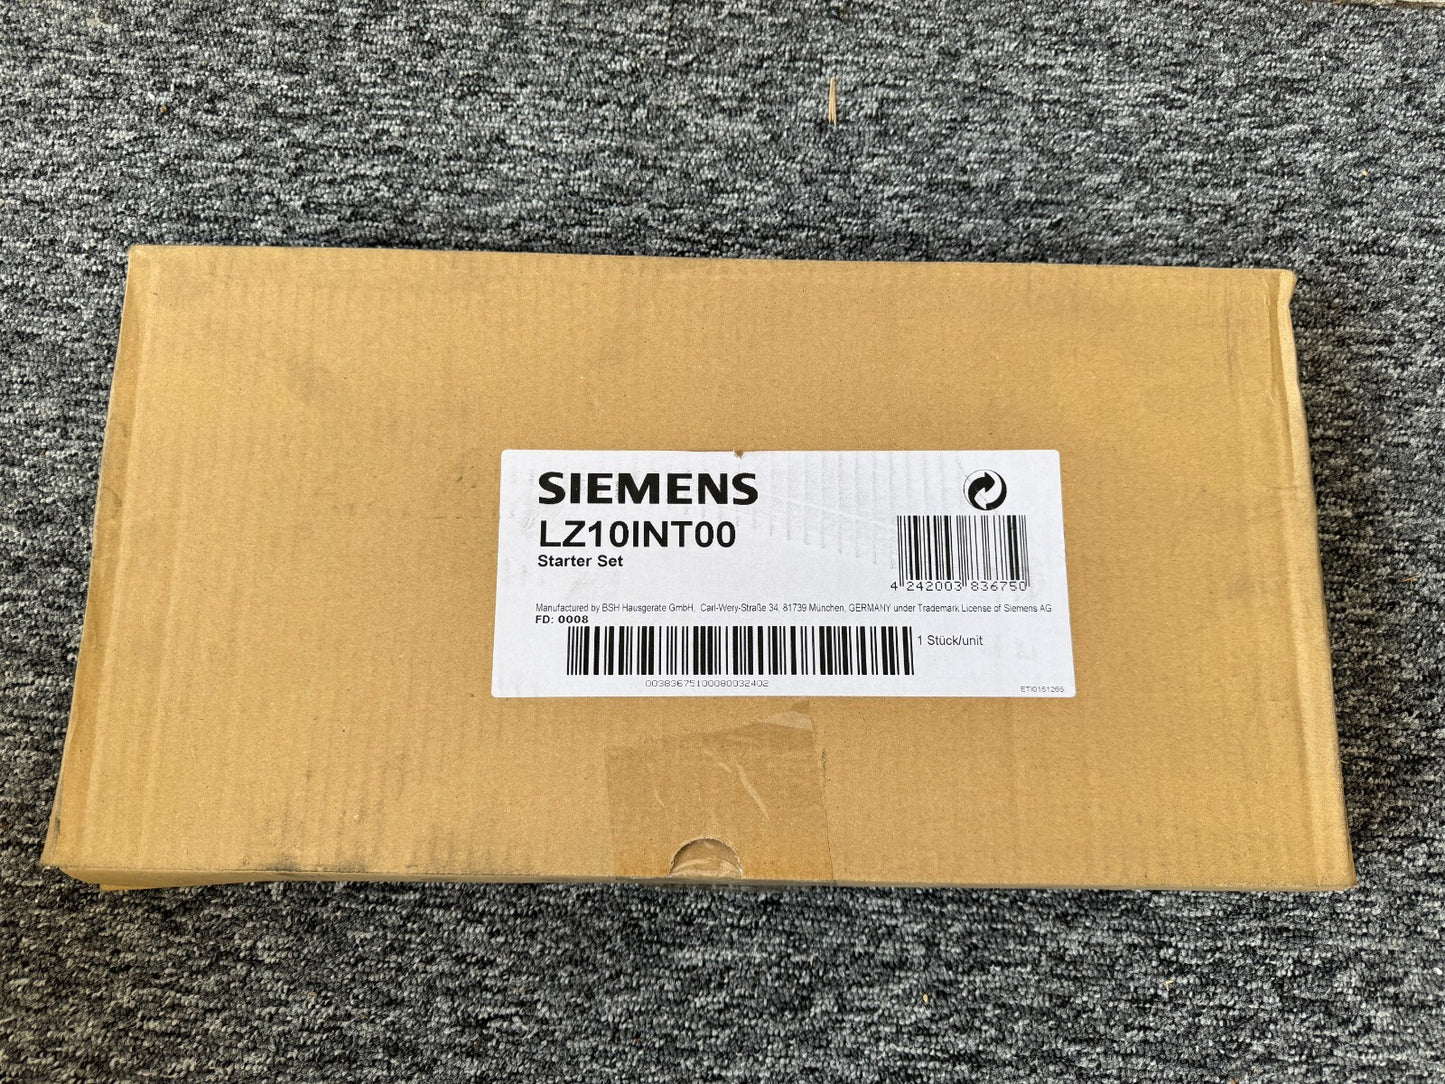 SIEMENS
LZ10INT00
Starter Set
4 242003 836750
Manufactured by BSH Hausgeräte GmbH, Carl-Wery-Straße 34, 81739 München, GERMANY under Trademark License of Siemens AG
FD: 0008
1 Stück/unit
00383675100080032402
ETI0151265